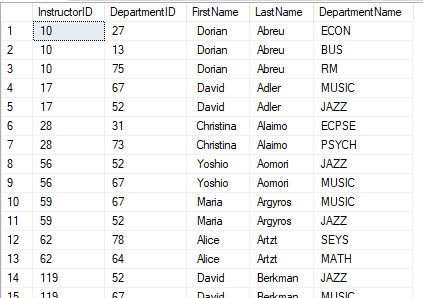 InstructorID DepartmentID FirstName LastName DepartmentName
1 10 27 Dorian Abreu ECON
2 10 13 Dorian Abreu BUS
3 10 75 Dorian Abreu RM
4 17 67 David Adler MUSIC
5 17 52 David Adler JAZZ
6 28 31 Christina Alaimo ECPSE
7 28 73 Christina Alaimo PSYCH
8 56 52 Yoshio Aomori JAZZ
9 56 67 Yoshio Aomori MUSIC
10 59 67 Maria Argyros MUSIC
11 59 52 Maria Argyros JAZZ
12 62 78 Alice Artzt SEYS
13 62 64 Alice Artzt MATH
14 119 52 David Berkman JAZZ
15 119 67 David Berkman MUSIC